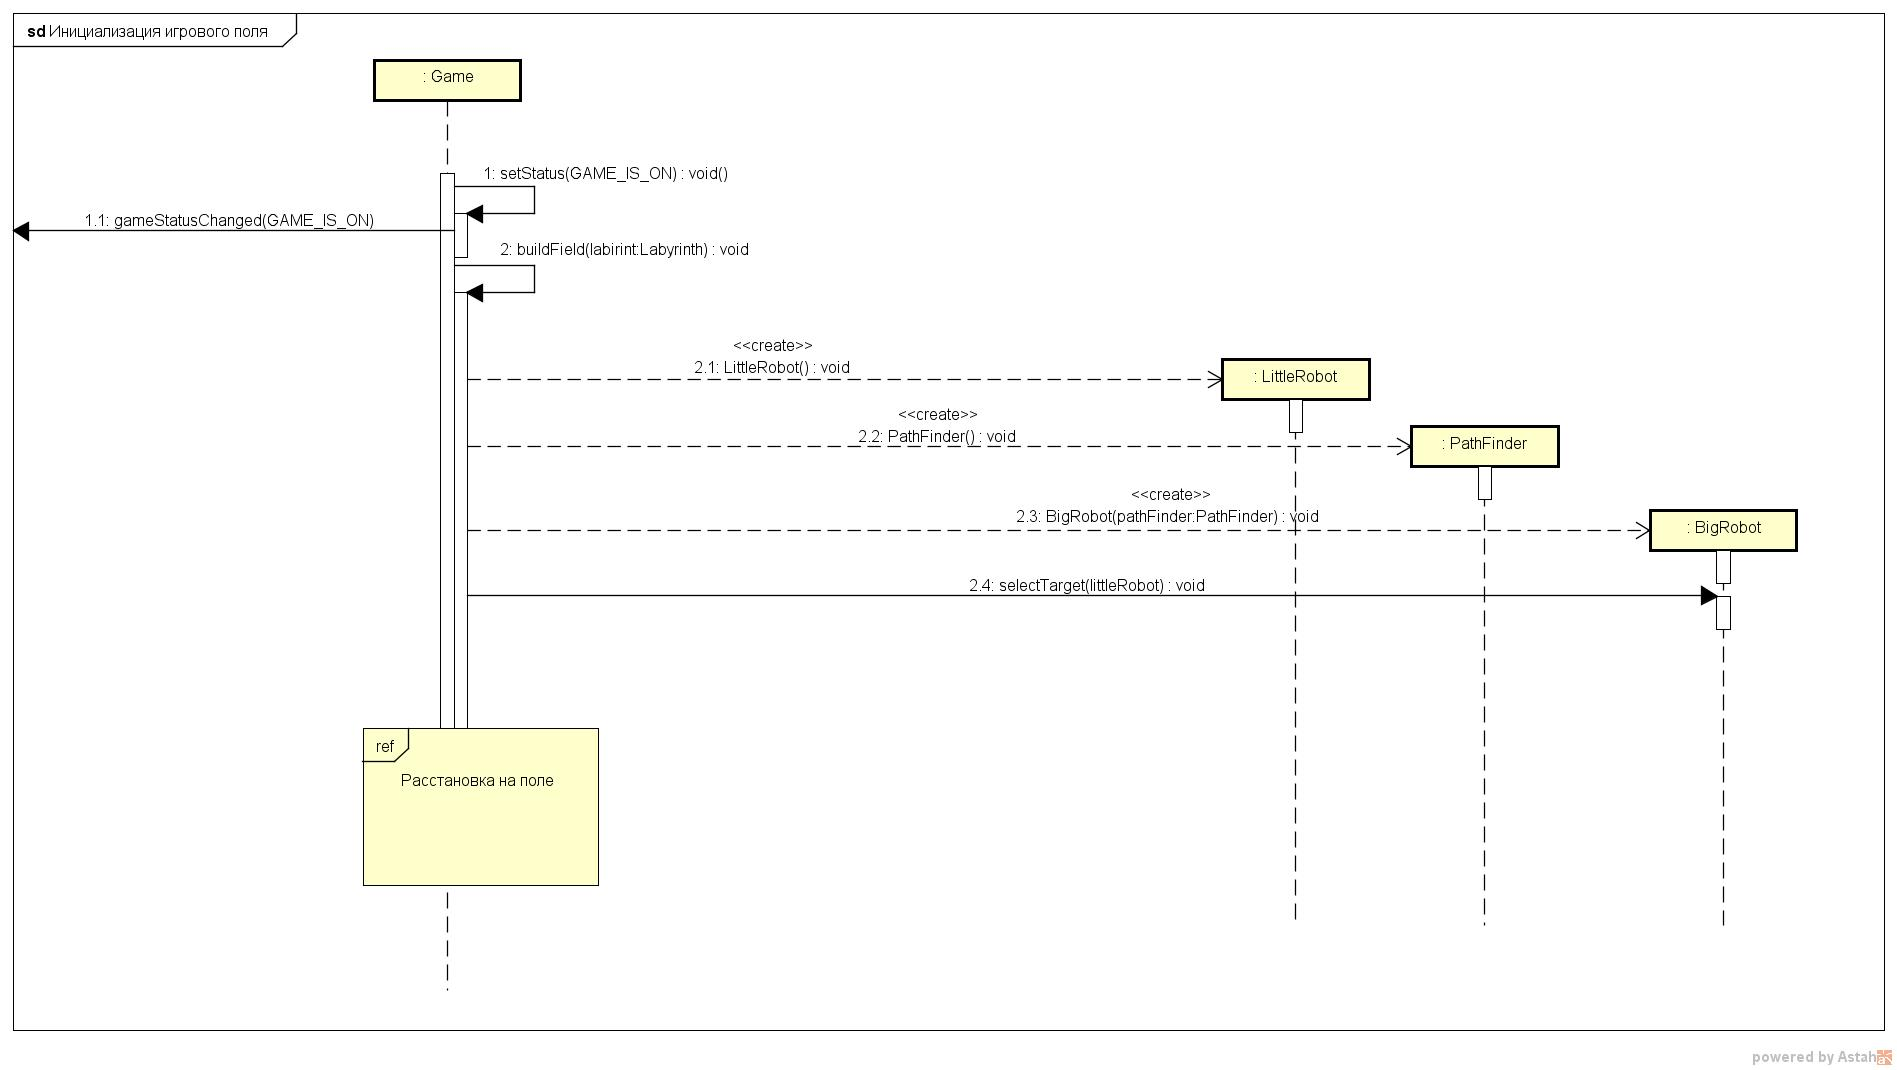 sd Инициализация игрового поля
: Game
1: setStatus(GAME_IS_ON) : void()
1.1: gameStatusChanged(GAME_IS_ON)
2: buildField(labirint:Labyrinth) : void
<<create>>
2.1: LittleRobot() : void
: LittleRobot
<<create>>
2.2: PathFinder() : void
: PathFinder
<<create>>
2.3: BigRobot(pathFinder:PathFinder) : void
: BigRobot
2.4: selectTarget(littleRobot) : void
ref
Расстановка на поле
powered by Astah